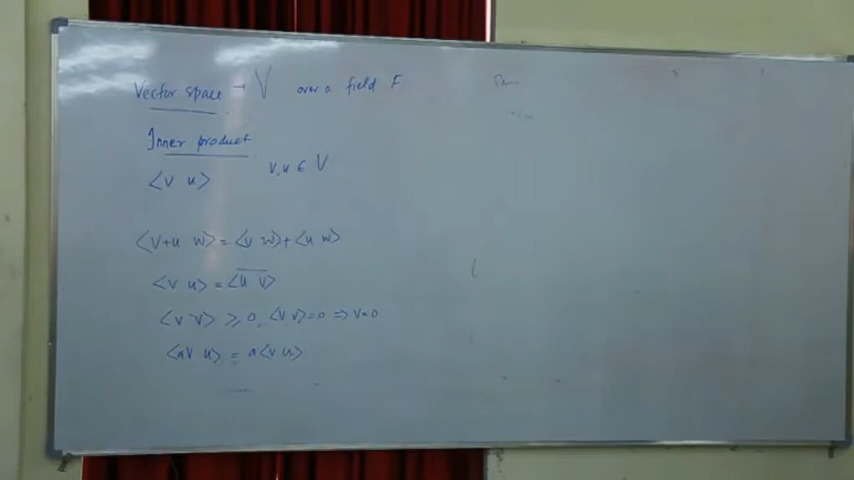 Vector space → V over a field F
Inner product
<v u> v, u ∈ V
<v+u w> = <v w> + <u w>
<v u> = <u̅ ̅v̅>
<v v> ⩾ 0, <v v> = 0 ⇒ v=0
<av u> = a<v u>